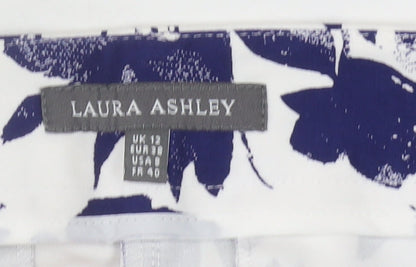 LAURA ASHLEY
UK 12
EUR 38
USA 8
FR 40